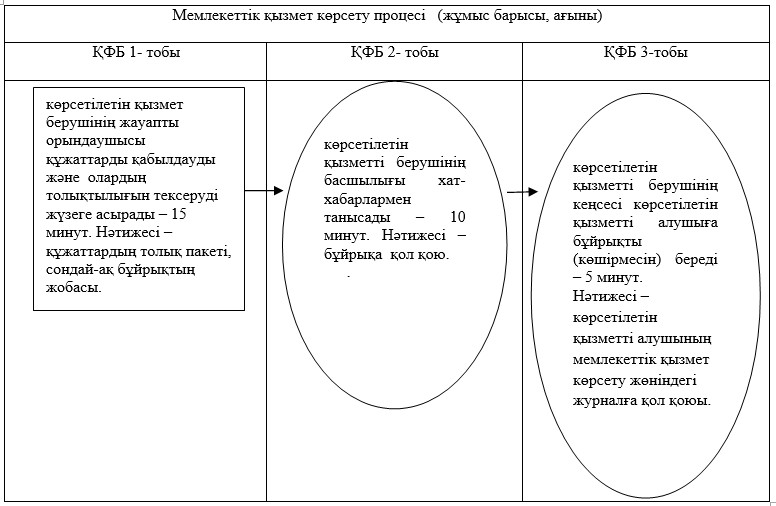 Мемлекеттік қызмет көрсету процесі (жұмыс барысы, ағыны)
ҚФБ 1- тобы
ҚФБ 2- тобы
ҚФБ 3-тобы
көрсетілетін қызмет
берушінің жауапты
орындаушысы
құжаттарды қабылдауды
және олардың
толықтылығын тексеруді
жүзеге асырады – 15
минут. Нәтижесі –
құжаттардың толық пакеті,
сондай-ақ бұйрықтың
жобасы.
көрсетілетін
қызметті берушінің
басшылығы хат-
хабарлармен
танысады – 10
минут. Нәтижесі –
бұйрықа қол қою.
.
көрсетілетін
қызметті берушінің
кеңсесі көрсетілетін
қызметті алушыға
бұйрықты
(көшірмесін) береді
– 5 минут.
Нәтижесі –
көрсетілетін
қызметті алушының
мемлекеттік қызмет
көрсету жөніндегі
журналға қол қоюы.